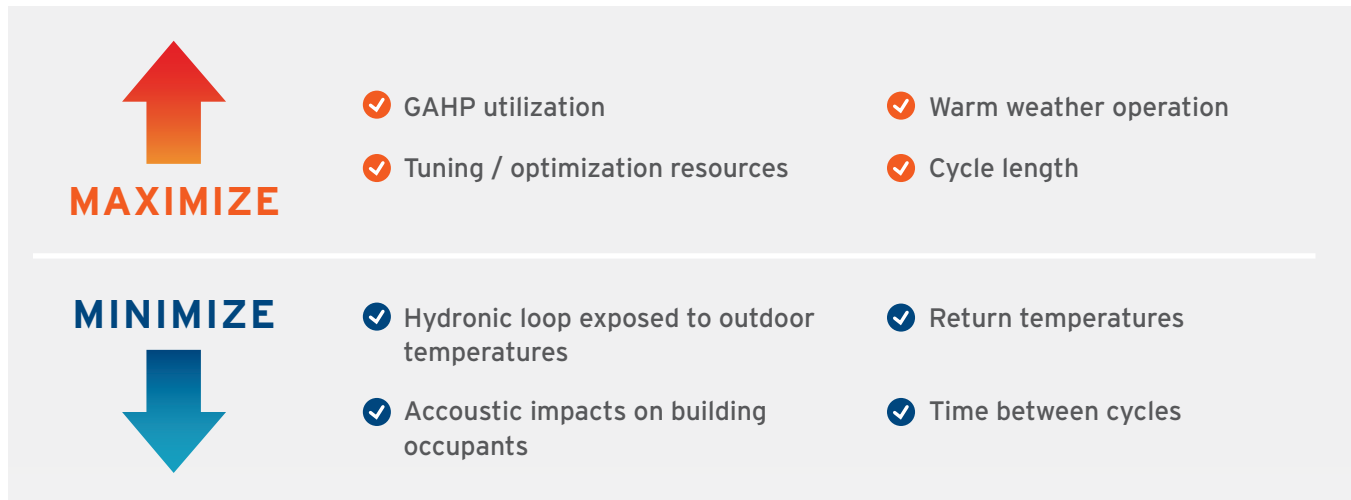 MAXIMIZE
GAHP utilization
Warm weather operation
Tuning / optimization resources
Cycle length
MINIMIZE
Hydronic loop exposed to outdoor
temperatures
Return temperatures
Accoustic impacts on building
occupants
Time between cycles